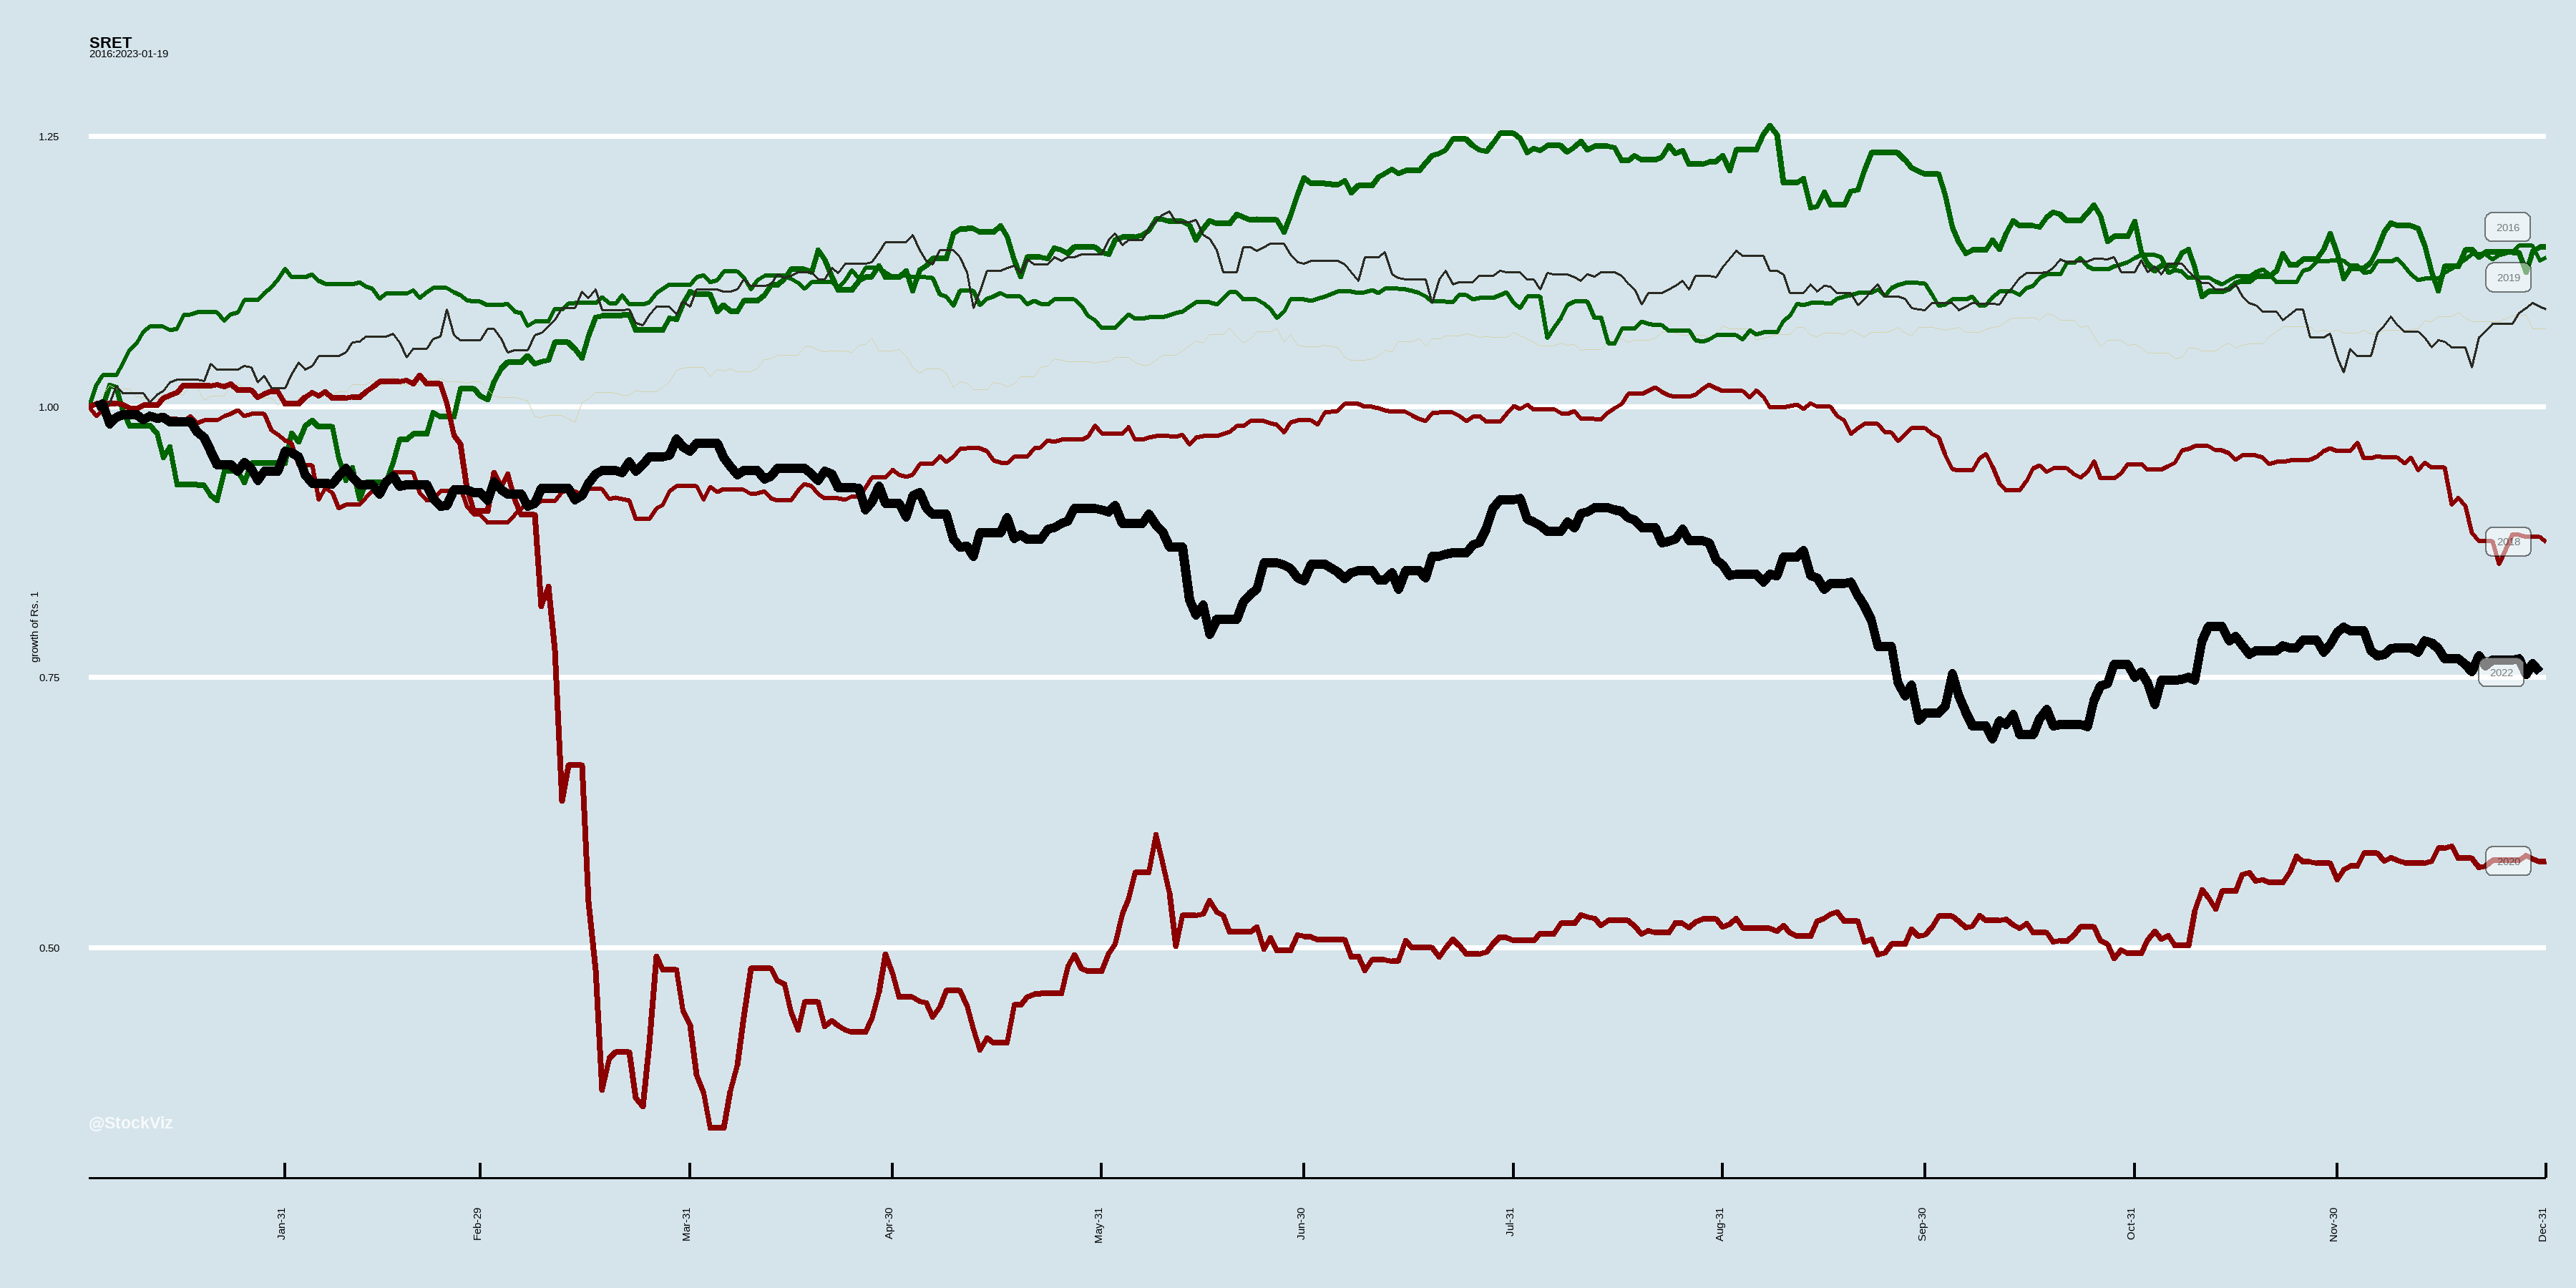 SRET
2016:2023-01-19
1.25
1.00
0.75
0.50
growth of Rs. 1
2016
2019
2018
2022
2020
@StockViz
Jan-31
Feb-29
Mar-31
Apr-30
May-31
Jun-30
Jul-31
Aug-31
Sep-30
Oct-31
Nov-30
Dec-31